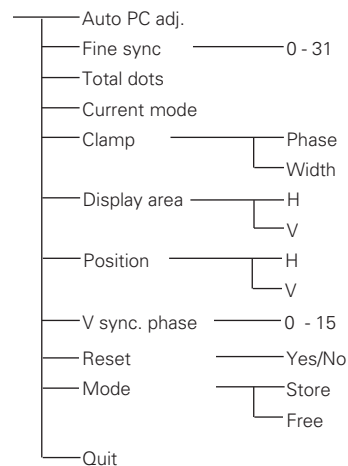 Auto PC adj.
Fine sync 0 - 31
Total dots
Current mode
Clamp Phase
Width
Display area H
V
Position H
V
V sync. phase 0 - 15
Reset Yes/No
Mode Store
Free
Quit